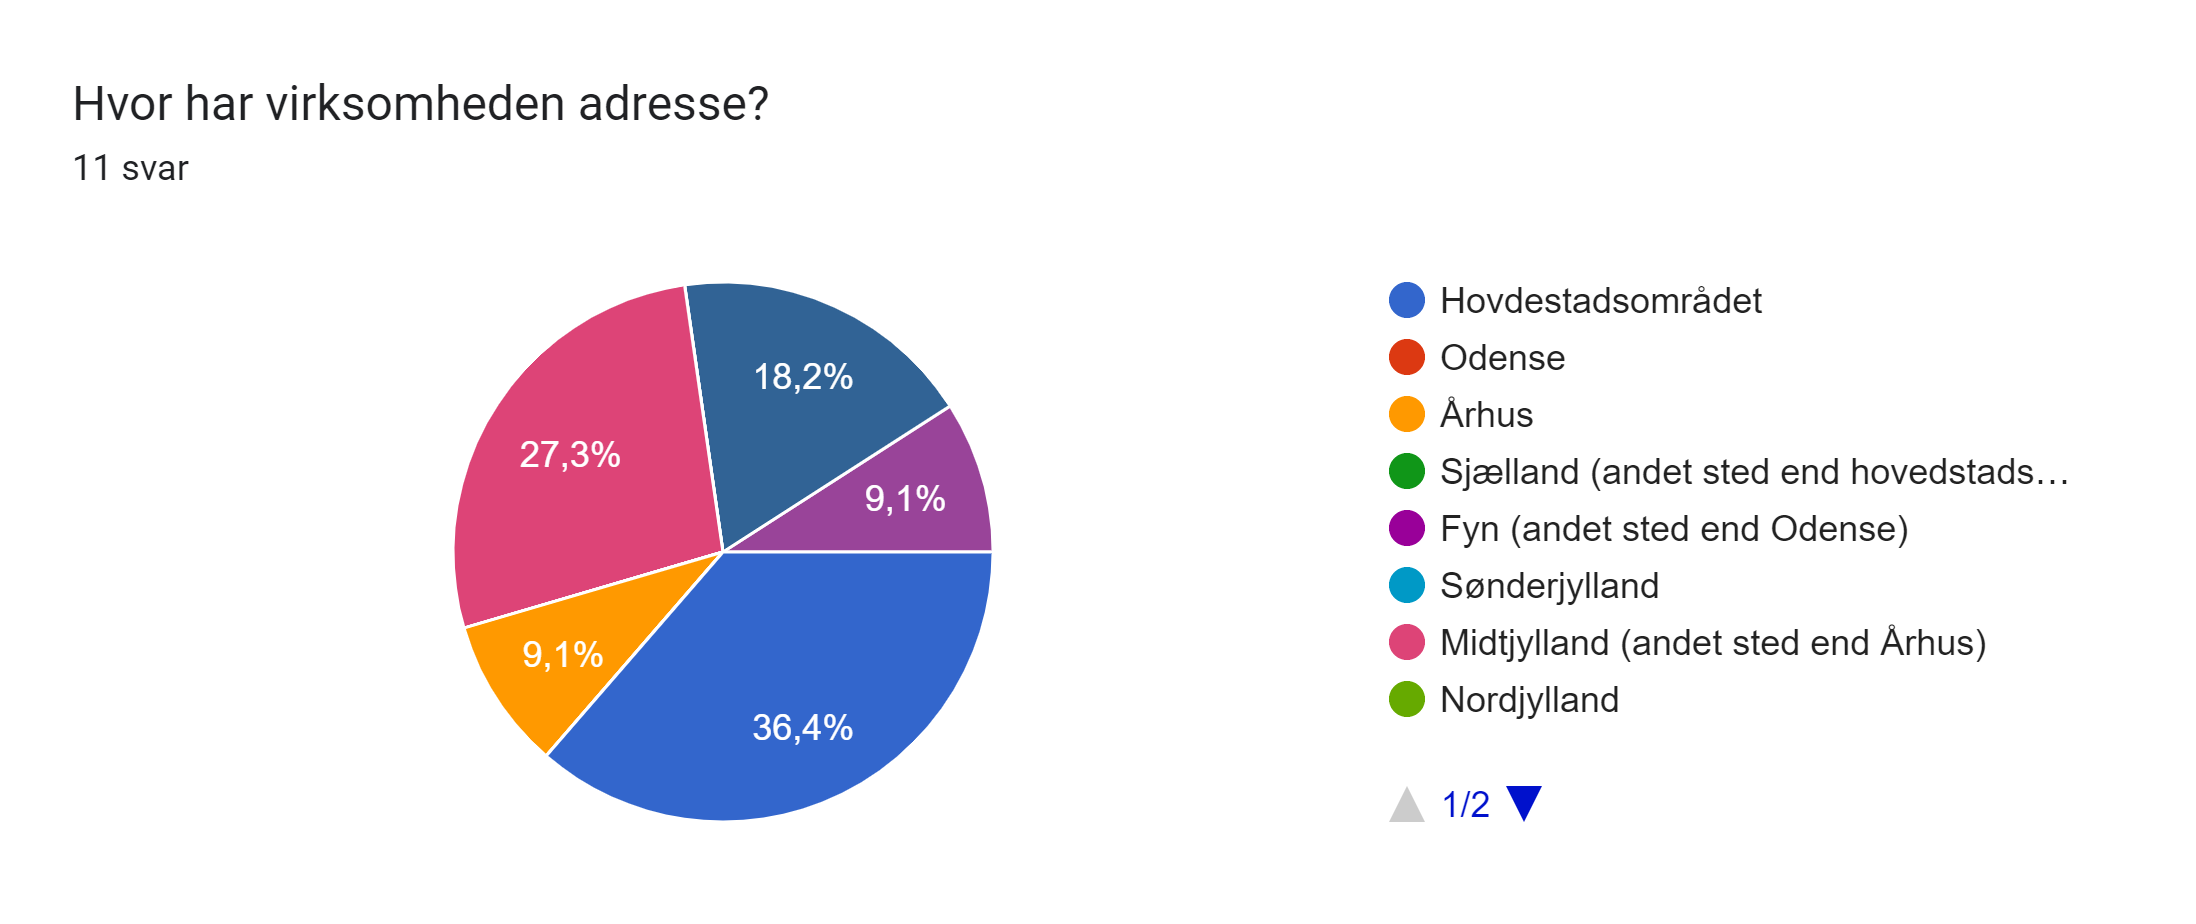 Hvor har virksomheden adresse?
11 svar
18,2%
27,3%
9,1%
9,1%
36,4%
Hovdestadsområdet
Odense
Århus
Sjælland (andet sted end hovedstads…
Fyn (andet sted end Odense)
Sønderjylland
Midtjylland (andet sted end Århus)
Nordjylland
1/2